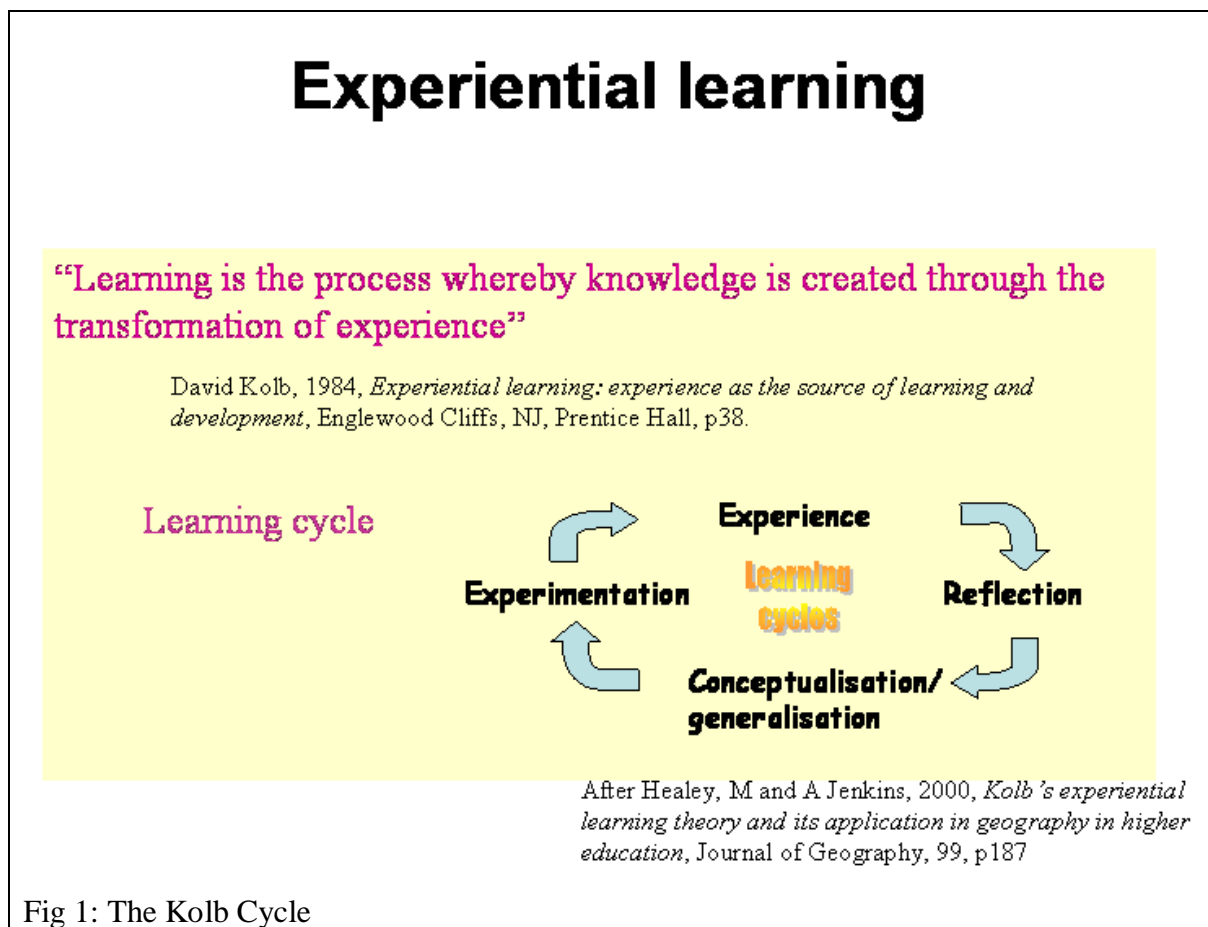 Experiential learning
“Learning is the process whereby knowledge is created through the
transformation of experience”
David Kolb, 1984, Experiential learning: experience as the source of learning and
development, Englewood Cliffs, NJ, Prentice Hall, p38.
Learning cycle
Experience
Learning
cycles
Experimentation
Reflection
Conceptualisation/
generalisation
After Healey, M and A Jenkins, 2000, Kolb’s experiential
learning theory and its application in geography in higher
education, Journal of Geography, 99, p187
Fig 1: The Kolb Cycle